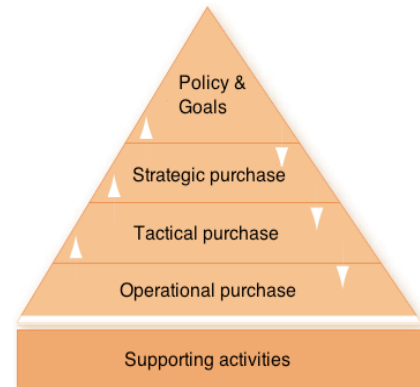 Policy &
Goals
Strategic purchase
Tactical purchase
Operational purchase
Supporting activities